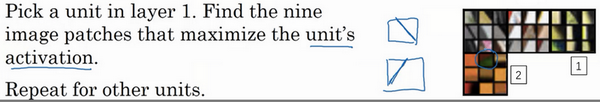 Pick a unit in layer 1. Find the nine
image patches that maximize the unit's
activation.
Repeat for other units.
1
2